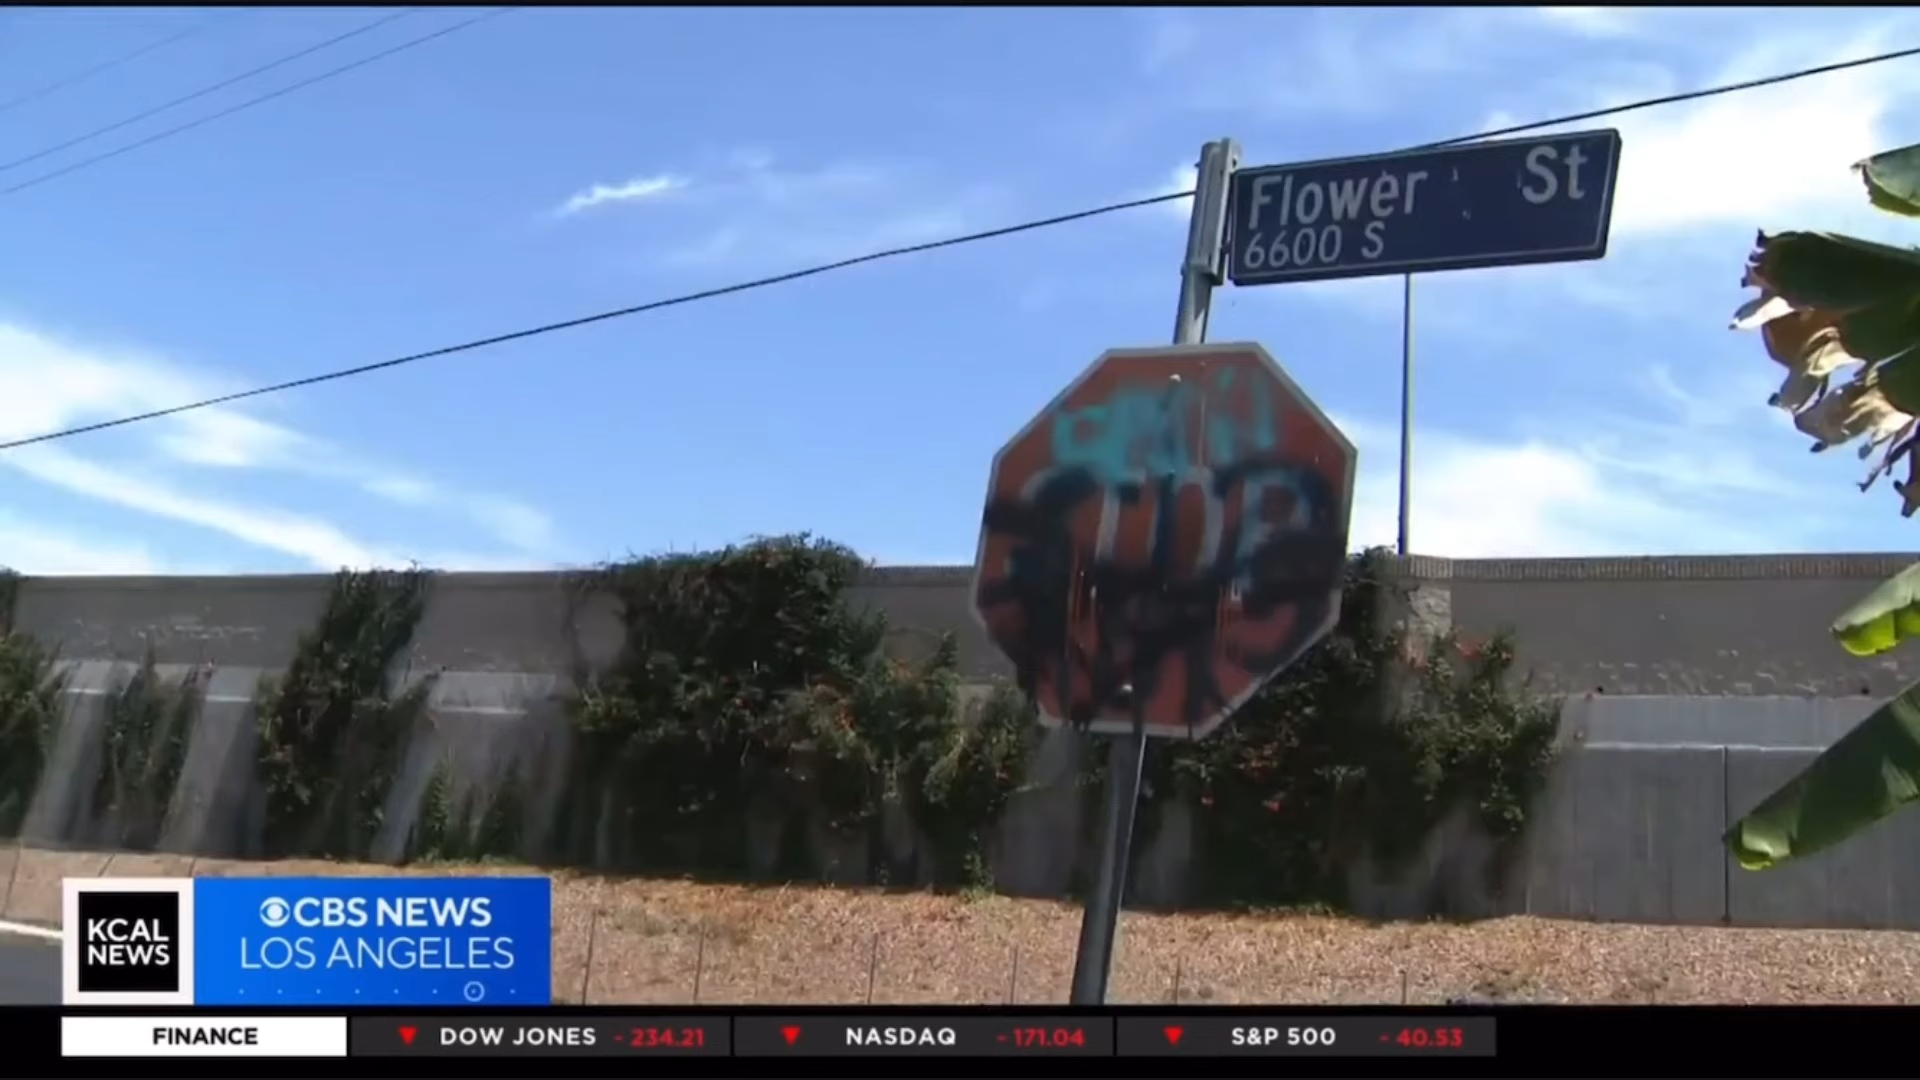 Flower St
6600 S
STOP
KCAL
NEWS
CBS NEWS
LOS ANGELES
FINANCE
DOW JONES - 234.21
NASDAQ - 171.04
S&P 500 - 40.53